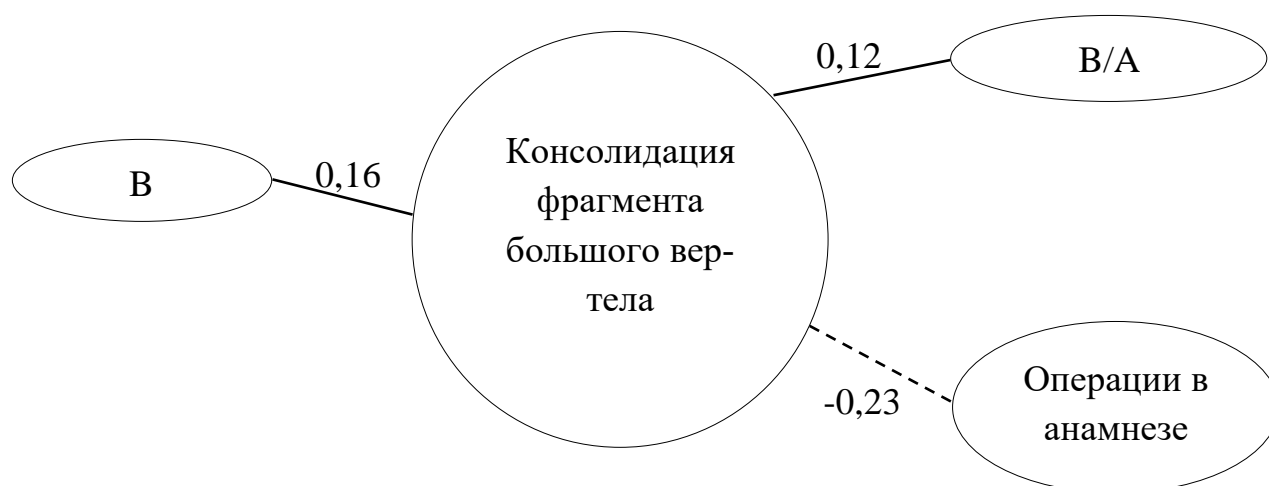 0,12
В/А
В
0,16
Консолидация
фрагмента
большого вер-
тела
-0,23
Операции в
анамнезе